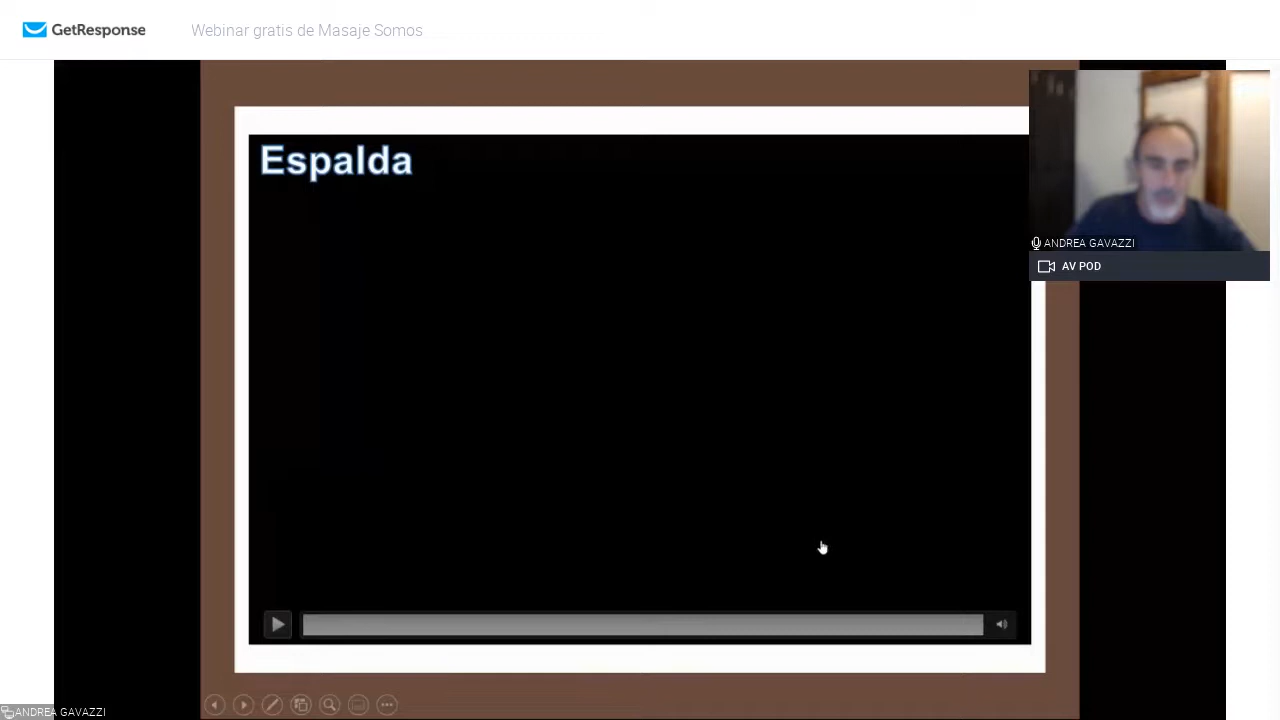 GetResponse
Webinar gratis de Masaje Somos
Espalda
ANDREA GAVAZZI
AV POD
ANDREA GAVAZZI